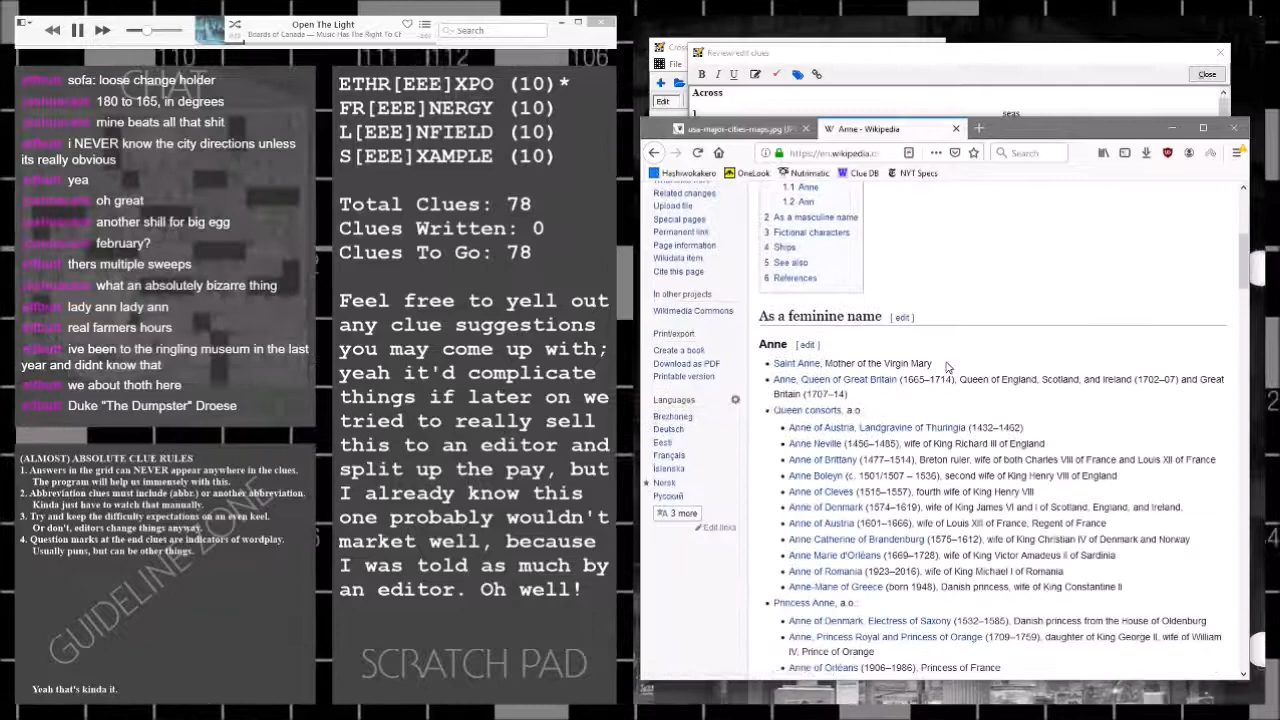 Open The Light
Boards of Canada — Music Has The Right To Ch
Search
110
111
112
106
CHAT
sofa: loose change holder
180 to 165, in degrees
mine beats all that shit
i NEVER know the city directions unless
its really obvious
yea
oh great
another shill for big egg
february?
thers multiple sweeps
what an absolutely bizarre thing
lady ann lady ann
real farmers hours
ive been to the ringling museum in the last
year and didnt know that
we about thoth here
Duke "The Dumpster" Droese
(ALMOST) ABSOLUTE CLUE RULES
1. Answers in the grid can NEVER appear anywhere in the clues.
The program will help us immensely with this.
2. Abbreviation clues must include (abbr.) or another abbreviation.
Kinda just have to watch that manually.
3. Try and keep the difficulty expectations on an even keel.
Or don't, editors change things anyway.
4. Question marks at the end clues are indicators of wordplay.
Usually puns, but can be other things.
GUIDELINE ZONE
Yeah that's kinda it.
ETHR[EEE]XPO (10)*
FR[EEE]NERGY (10)
L[EEE]NFIELD (10)
S[EEE]XAMPLE (10)
Total Clues: 78
Clues Written: 0
Clues To Go: 78
Feel free to yell out
any clue suggestions
you may come up with;
yeah it'd complicate
things if later on we
tried to really sell
this to an editor and
split up the pay, but
I already know this
one probably wouldn't
market well, because
I was told as much by
an editor. Oh well!
SCRATCH PAD
Cross
File
Edit
Review/edit clues
B I U
Close
Across
seas
usa-major-cities-maps.jpg (JPE
Anne - Wikipedia
https://en.wikipedia.o
Search
Hashiwokakero
OneLook
Nutrimatic
Clue DB
NYT Specs
Related changes
Upload file
Special pages
Permanent link
Page information
Wikidata item
Cite this page
In other projects
Wikimedia Commons
Print/export
Create a book
Download as PDF
Printable version
Languages
Brezhoneg
Deutsch
Eesti
Français
Íslenska
Norsk
Русский
3 more
Edit links
1.1 Anne
1.2 Ann
2 As a masculine name
3 Fictional characters
4 Ships
5 See also
6 References
As a feminine name [ edit ]
Anne [ edit ]
Saint Anne, Mother of the Virgin Mary
Anne, Queen of Great Britain (1665–1714), Queen of England, Scotland, and Ireland (1702–07) and Great
Britain (1707–14)
Queen consorts, a.o.
Anne of Austria, Landgravine of Thuringia (1432–1462)
Anne Neville (1456–1485), wife of King Richard III of England
Anne of Brittany (1477–1514), Breton ruler, wife of both Charles VIII of France and Louis XII of France
Anne Boleyn (c. 1501/1507 – 1536), second wife of King Henry VIII of England
Anne of Cleves (1515–1557), fourth wife of King Henry VIII
Anne of Denmark (1574–1619), wife of King James VI and I of Scotland, England, and Ireland.
Anne of Austria (1601–1666), wife of Louis XIII of France, Regent of France
Anne Catherine of Brandenburg (1575–1612), wife of King Christian IV of Denmark and Norway
Anne Marie d'Orléans (1669–1728), wife of King Victor Amadeus II of Sardinia
Anne of Romania (1923–2016), wife of King Michael I of Romania
Anne-Marie of Greece (born 1946), Danish princess, wife of King Constantine II
Princess Anne, a.o.:
Anne of Denmark, Electress of Saxony (1532–1585), Danish princess from the House of Oldenburg
Anne, Princess Royal and Princess of Orange (1709–1759), daughter of King George II, wife of William
IV, Prince of Orange
Anne of Orléans (1906–1986), Princess of France